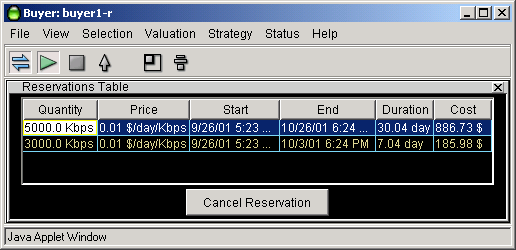 Buyer: buyer1-r
File View Selection Valuation Strategy Status Help
Reservations Table
Quantity Price Start End Duration Cost
5000.0 Kbps 0.01 $/day/Kbps 9/26/01 5:23 ... 10/26/01 6:24 ... 30.04 day 886.73 $
3000.0 Kbps 0.01 $/day/Kbps 9/26/01 5:23 ... 10/3/01 6:24 PM 7.04 day 185.98 $
Cancel Reservation
Java Applet Window